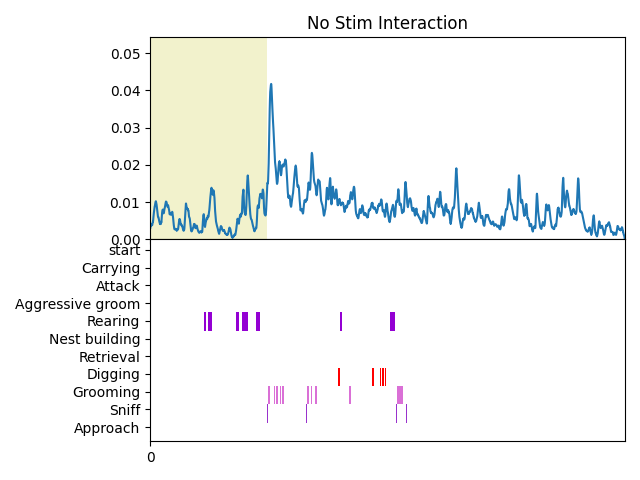 No Stim Interaction
0.05
0.04
0.03
0.02
0.01
0.00
start
Carrying
Attack
Aggressive groom
Rearing
Nest building
Retrieval
Digging
Grooming
Sniff
Approach
0